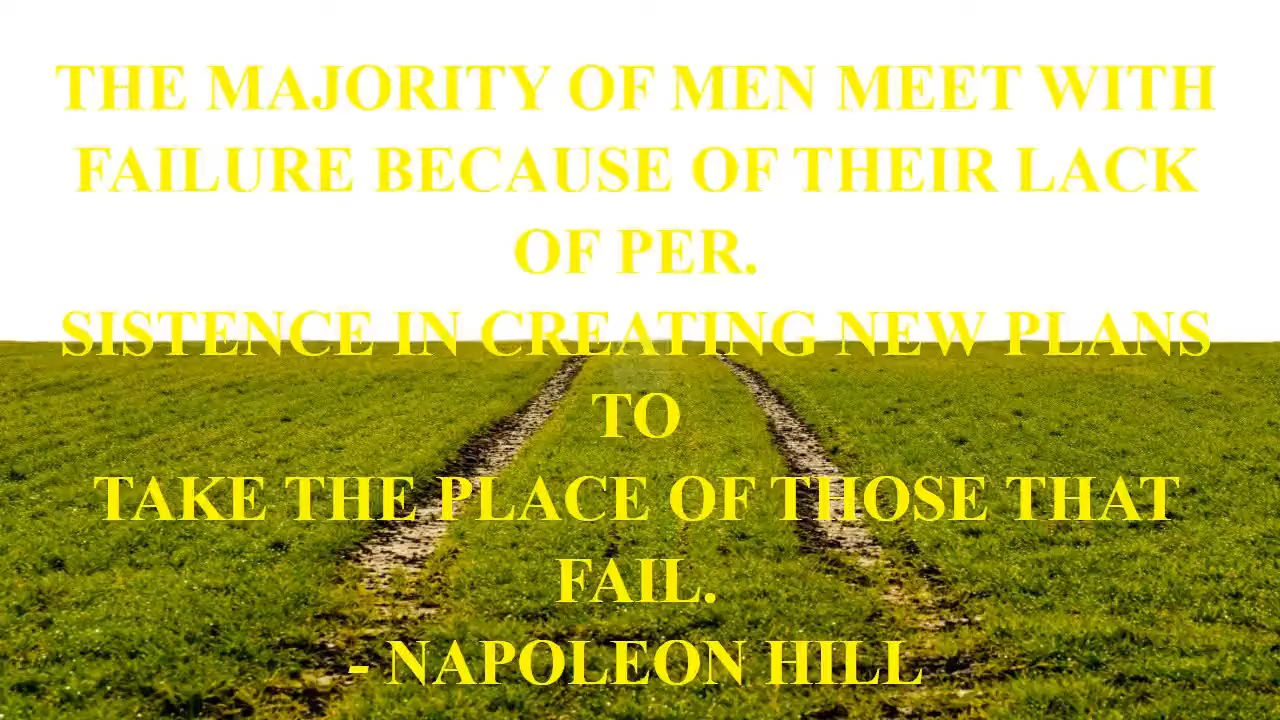 THE MAJORITY OF MEN MEET WITH
FAILURE BECAUSE OF THEIR LACK
OF PER.
SISTENCE IN CREATING NEW PLANS
TO
TAKE THE PLACE OF THOSE THAT
FAIL.
- NAPOLEON HILL